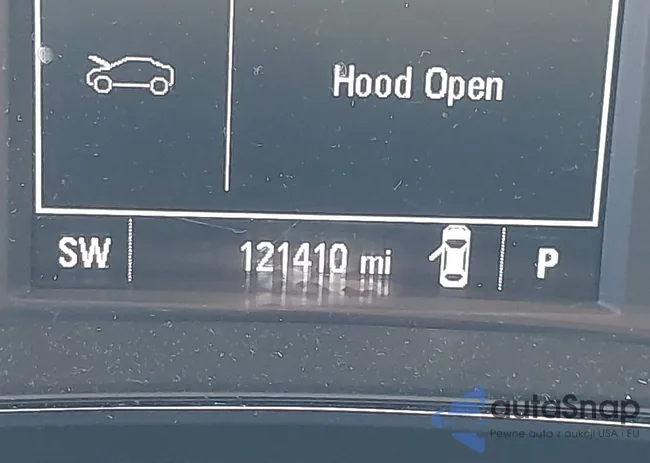 Hood Open
SW 121410 mi P
autoSnap
Pewne auta z aukcji USA i EU